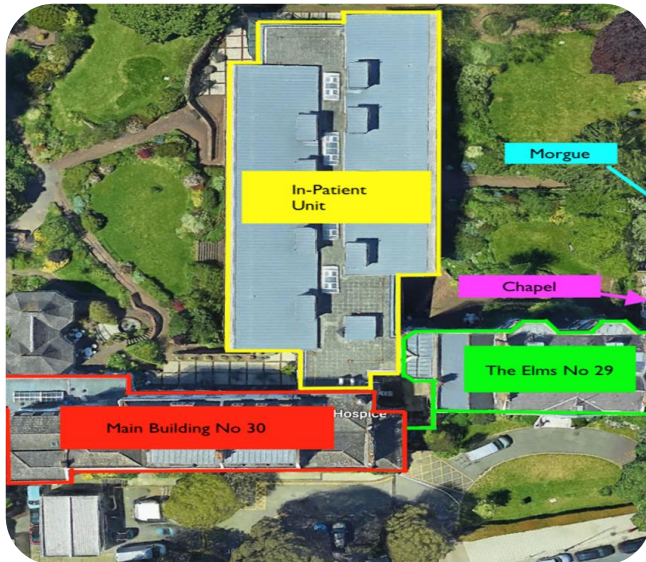 Morgue
In-Patient
Unit
Chapel
The Elms No 29
Hospice
Main Building No 30